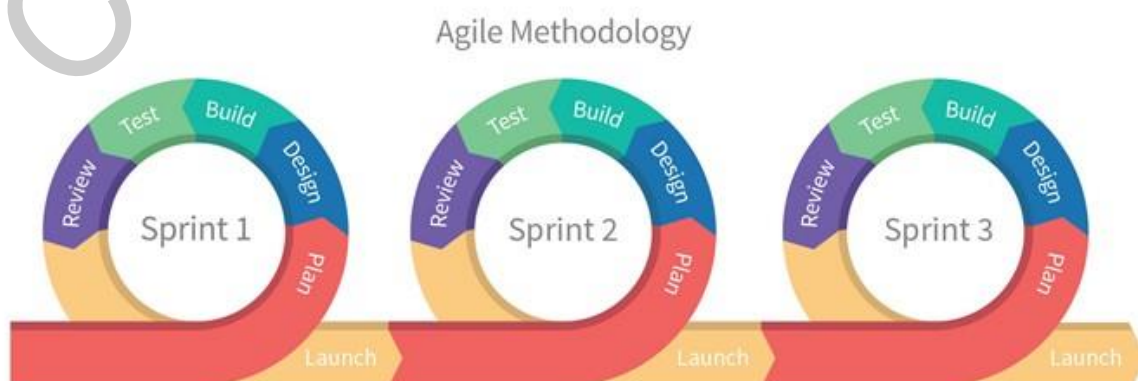 Agile Methodology
Test
Build
Design
Review
Sprint 1
Plan
Launch
Test
Build
Design
Review
Sprint 2
Plan
Launch
Test
Build
Design
Review
Sprint 3
Plan
Launch